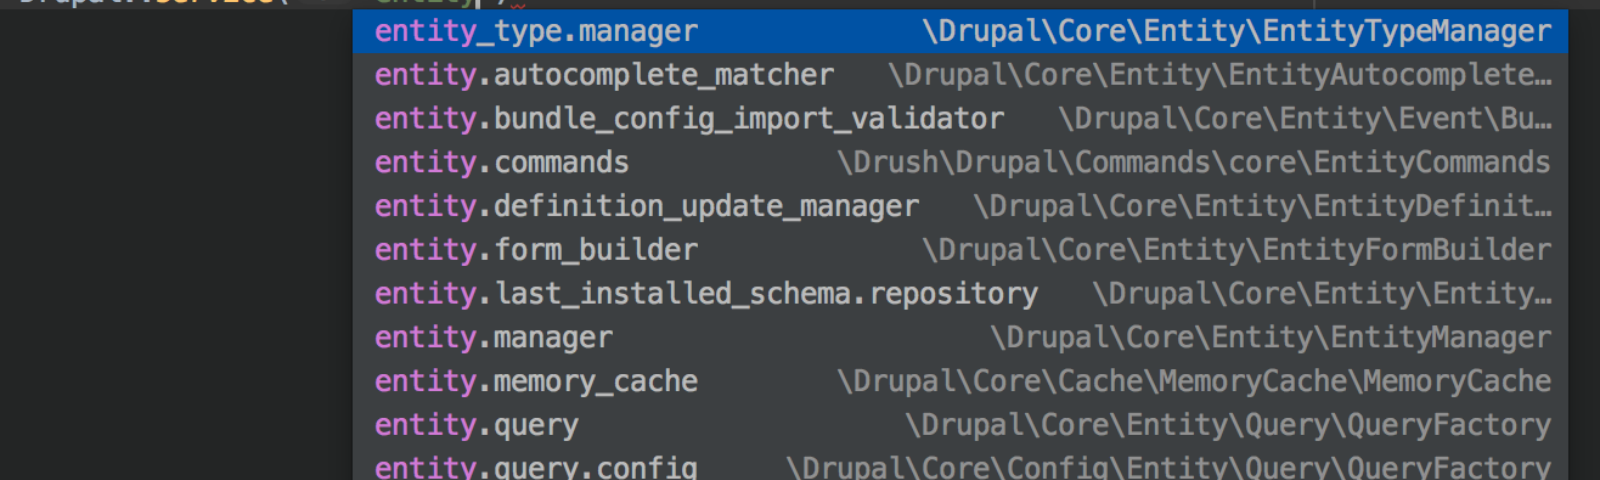 entity_type.manager \Drupal\Core\Entity\EntityTypeManager
entity.autocomplete_matcher \Drupal\Core\Entity\EntityAutocomplete…
entity.bundle_config_import_validator \Drupal\Core\Entity\Event\Bu…
entity.commands \Drush\Drupal\Commands\core\EntityCommands
entity.definition_update_manager \Drupal\Core\Entity\EntityDefinit…
entity.form_builder \Drupal\Core\Entity\EntityFormBuilder
entity.last_installed_schema.repository \Drupal\Core\Entity\Entity…
entity.manager \Drupal\Core\Entity\EntityManager
entity.memory_cache \Drupal\Core\Cache\MemoryCache\MemoryCache
entity.query \Drupal\Core\Entity\Query\QueryFactory
entity.query.config \Drupal\Core\Config\Entity\Query\QueryFactory